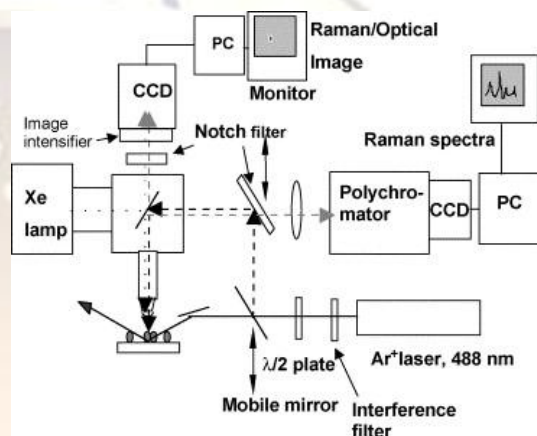 PC
Raman/Optical
Image
Monitor
CCD
Image
intensifier
Notch filter
Raman spectra
Xe
lamp
Polychro-
mator
CCD
PC
λ/2 plate
Ar⁺laser, 488 nm
Mobile mirror
Interference
filter